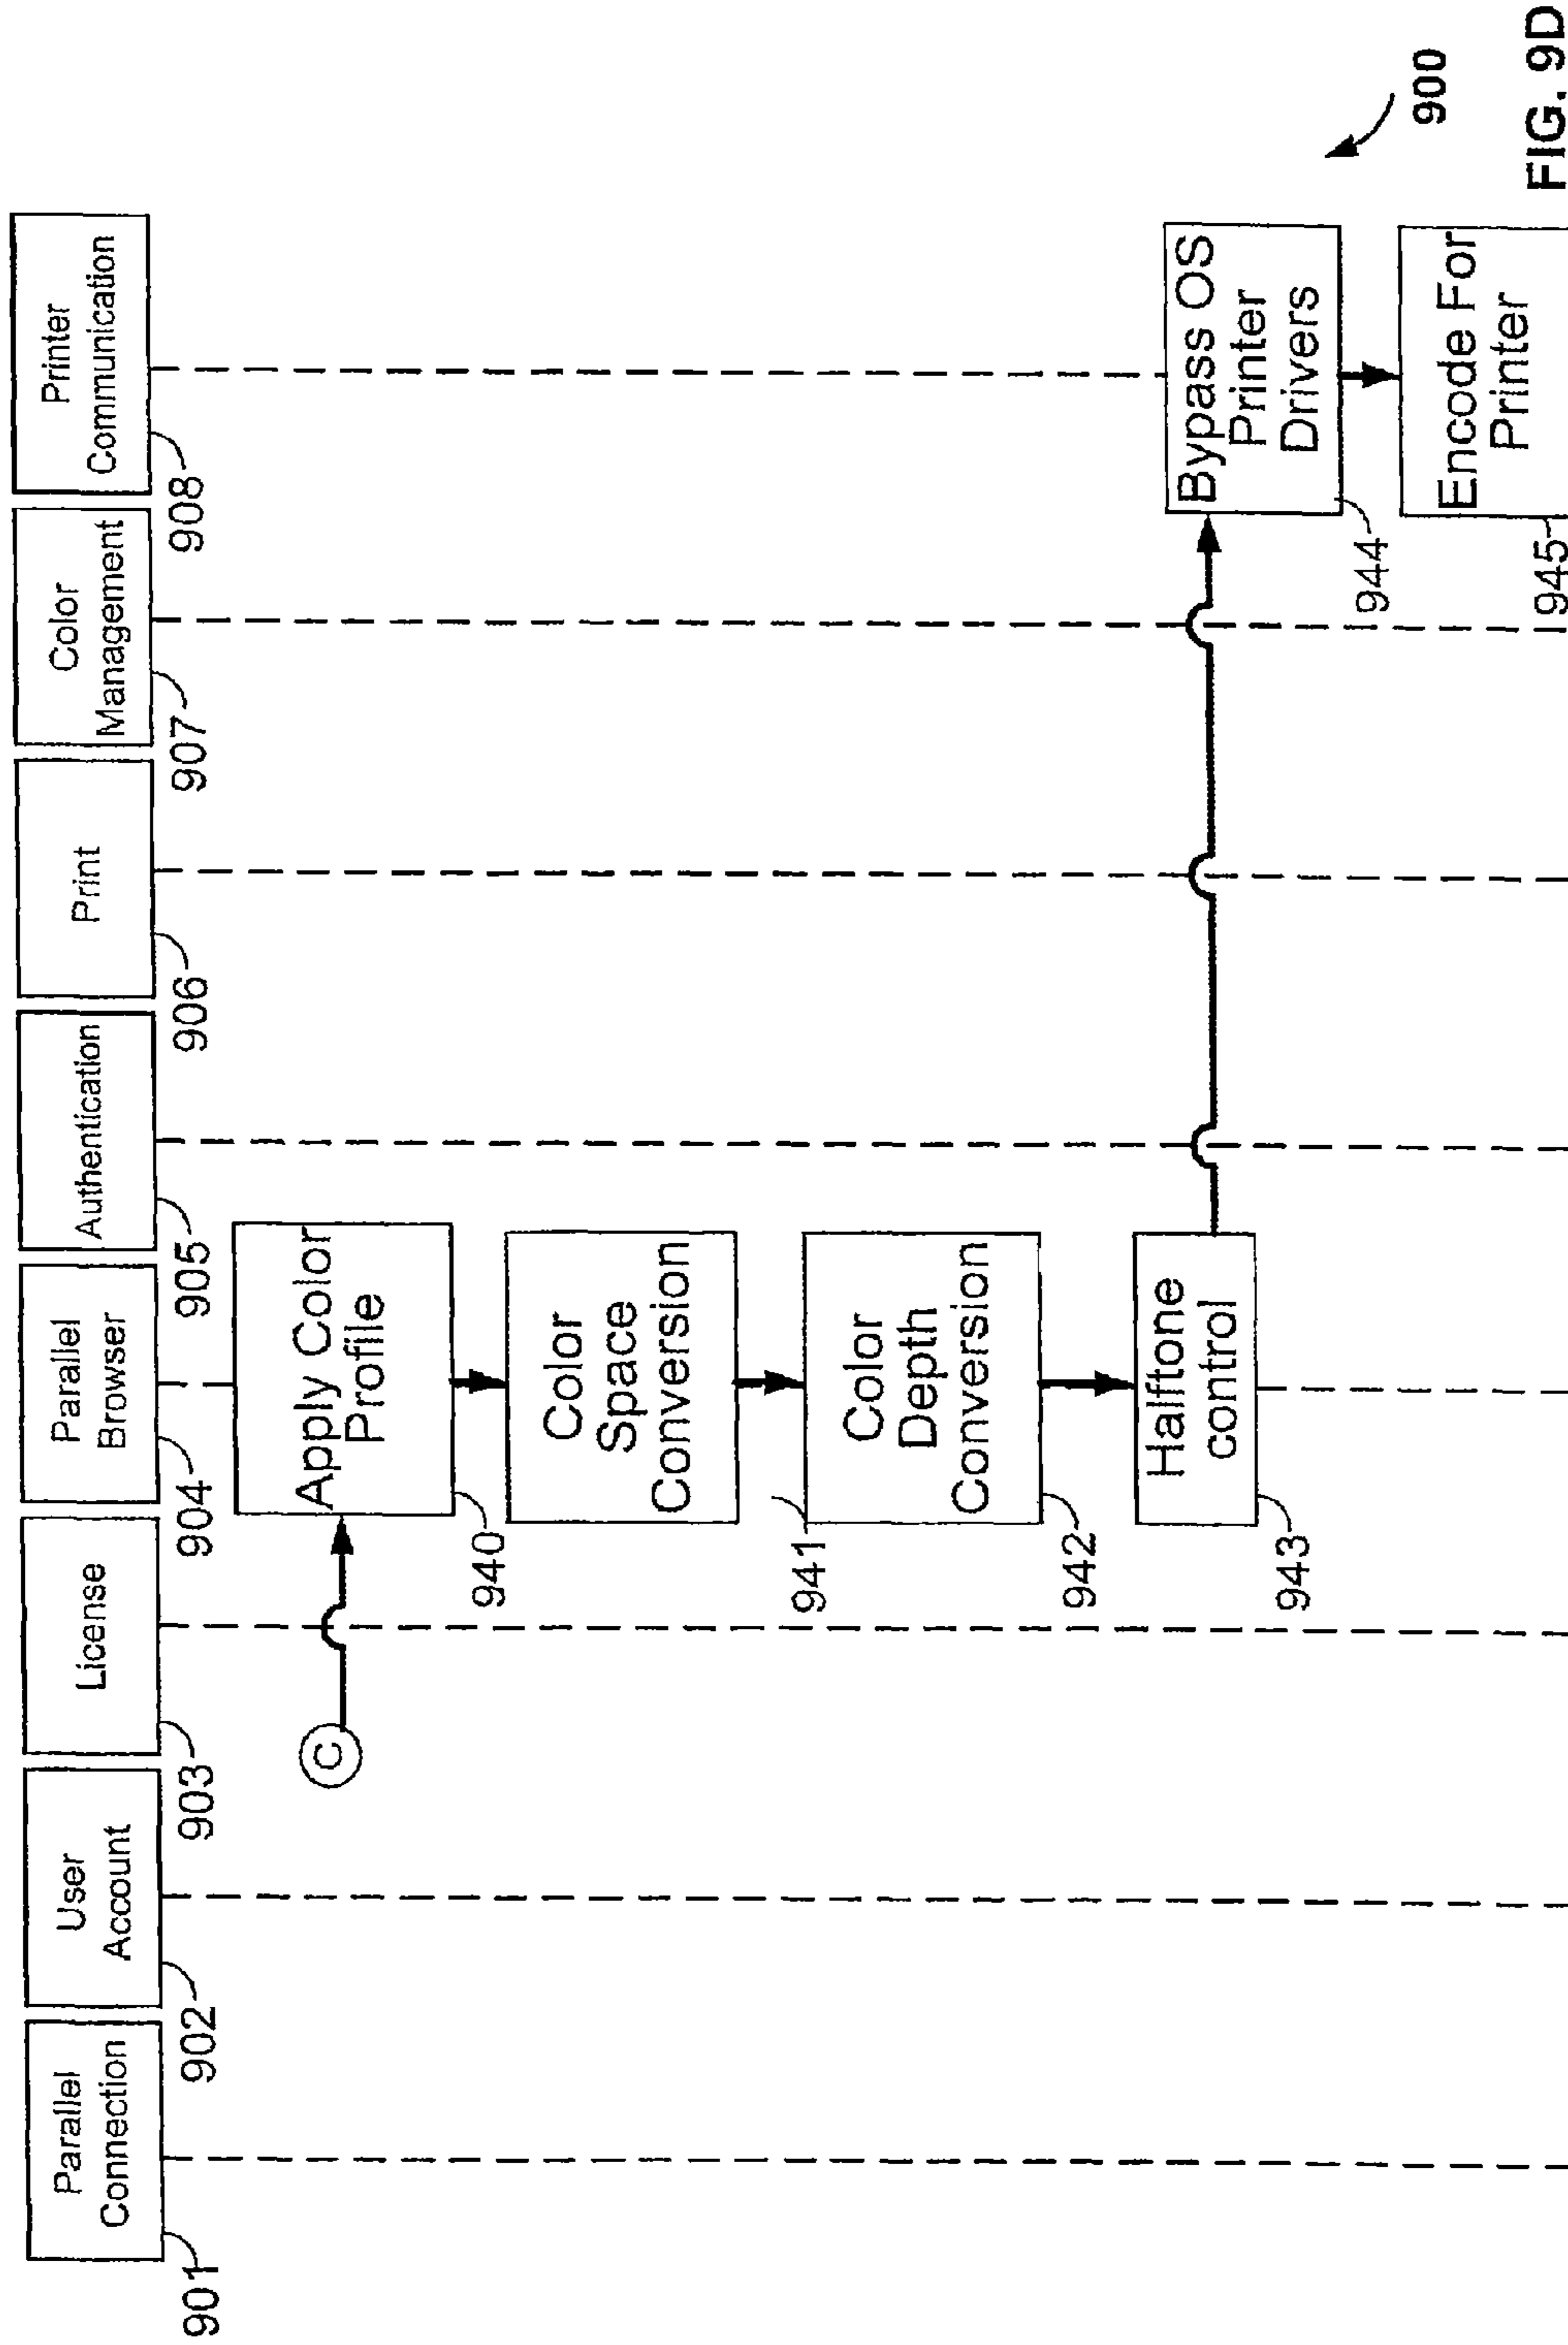 Parallel
Connection
901
User
Account
902
License
903
Parallel
Browser
904
Authentication
905
Print
906
Color
Management
907
Printer
Communication
908
C
Apply Color
Profile
940
Color
Space
Conversion
941
Color
Depth
Conversion
942
Halftone
control
943
Bypass OS
Printer
Drivers
944
Encode For
Printer
945
900
FIG. 9D